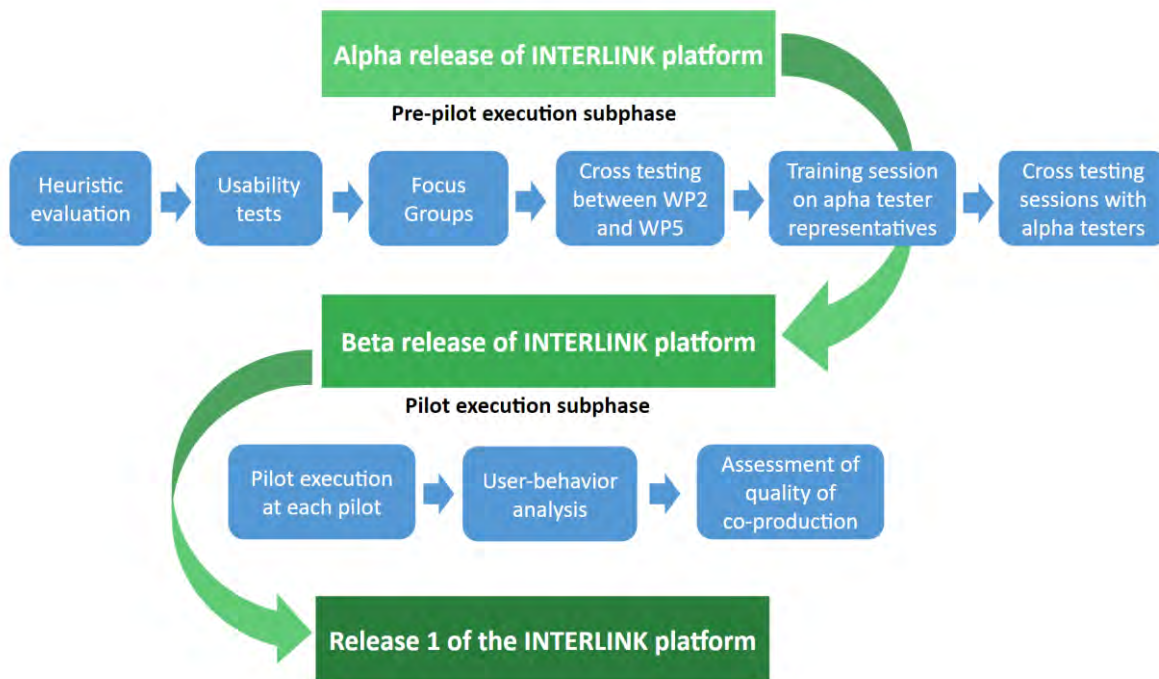 Alpha release of INTERLINK platform
Pre-pilot execution subphase
Heuristic
evaluation
Usability
tests
Focus
Groups
Cross testing
between WP2
and WP5
Training session
on apha tester
representatives
Cross testing
sessions with
alpha testers
Beta release of INTERLINK platform
Pilot execution subphase
Pilot execution
at each pilot
User-behavior
analysis
Assessment of
quality of
co-production
Release 1 of the INTERLINK platform